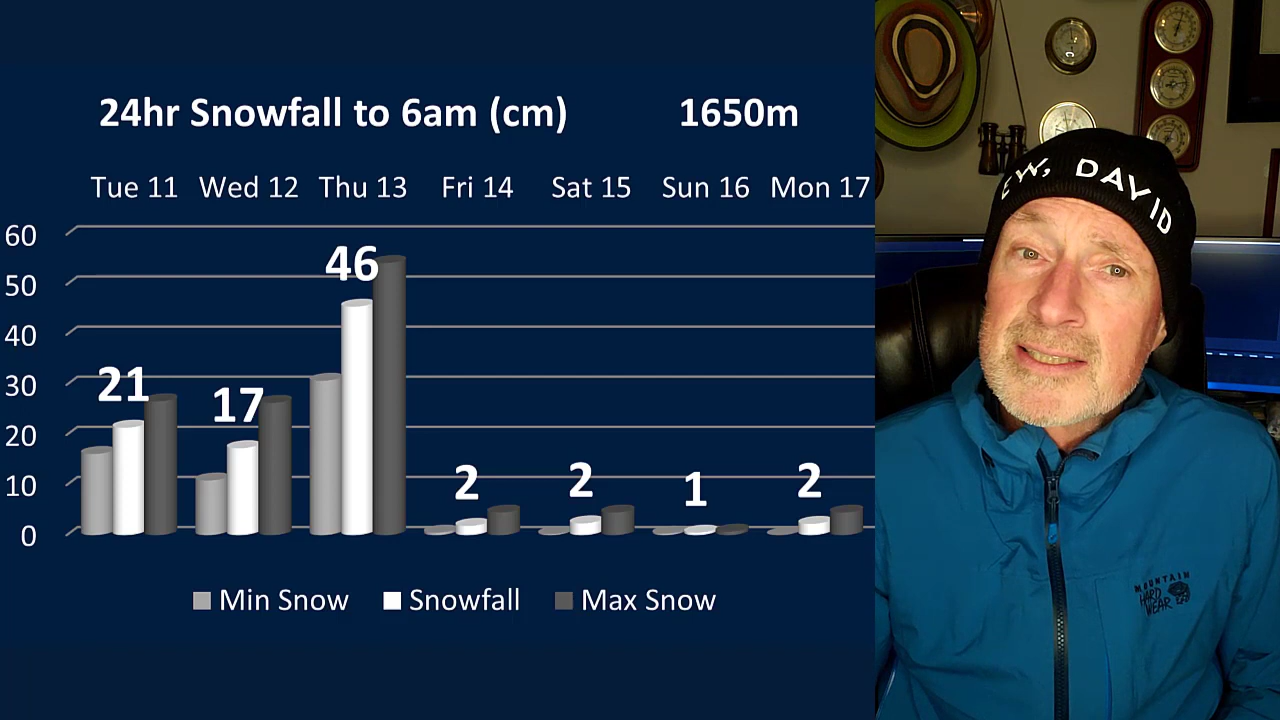 24hr Snowfall to 6am (cm) 1650m
Tue 11 Wed 12 Thu 13 Fri 14 Sat 15 Sun 16 Mon 17
60
50
40
30
20
10
0
21
17
46
2
2
1
2
Min Snow Snowfall Max Snow
EW, DAVID
MOUNTAIN
HARD
WEAR